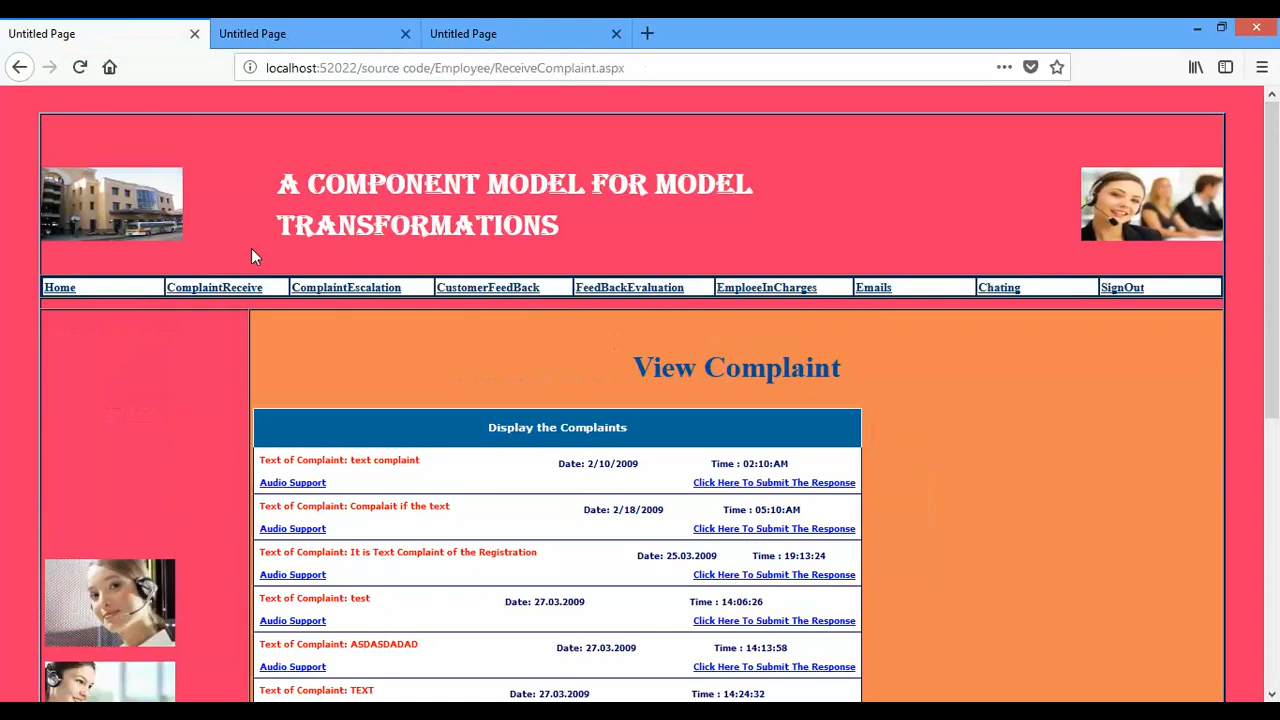 Untitled Page
Untitled Page
Untitled Page
localhost:52022/source code/Employee/ReceiveComplaint.aspx
A COMPONENT MODEL FOR MODEL
TRANSFORMATIONS
Home ComplaintReceive ComplaintEscalation CustomerFeedBack FeedBackEvaluation EmploeeInCharges Emails Chating SignOut
View Complaint
Display the Complaints
Text of Complaint: text complaint Date: 2/10/2009 Time : 02:10:AM
Audio Support Click Here To Submit The Response
Text of Complaint: Compalait if the text Date: 2/18/2009 Time : 05:10:AM
Audio Support Click Here To Submit The Response
Text of Complaint: It is Text Complaint of the Registration Date: 25.03.2009 Time : 19:13:24
Audio Support Click Here To Submit The Response
Text of Complaint: test Date: 27.03.2009 Time : 14:06:26
Audio Support Click Here To Submit The Response
Text of Complaint: ASDASDADAD Date: 27.03.2009 Time : 14:13:58
Audio Support Click Here To Submit The Response
Text of Complaint: TEXT Date: 27.03.2009 Time : 14:24:32